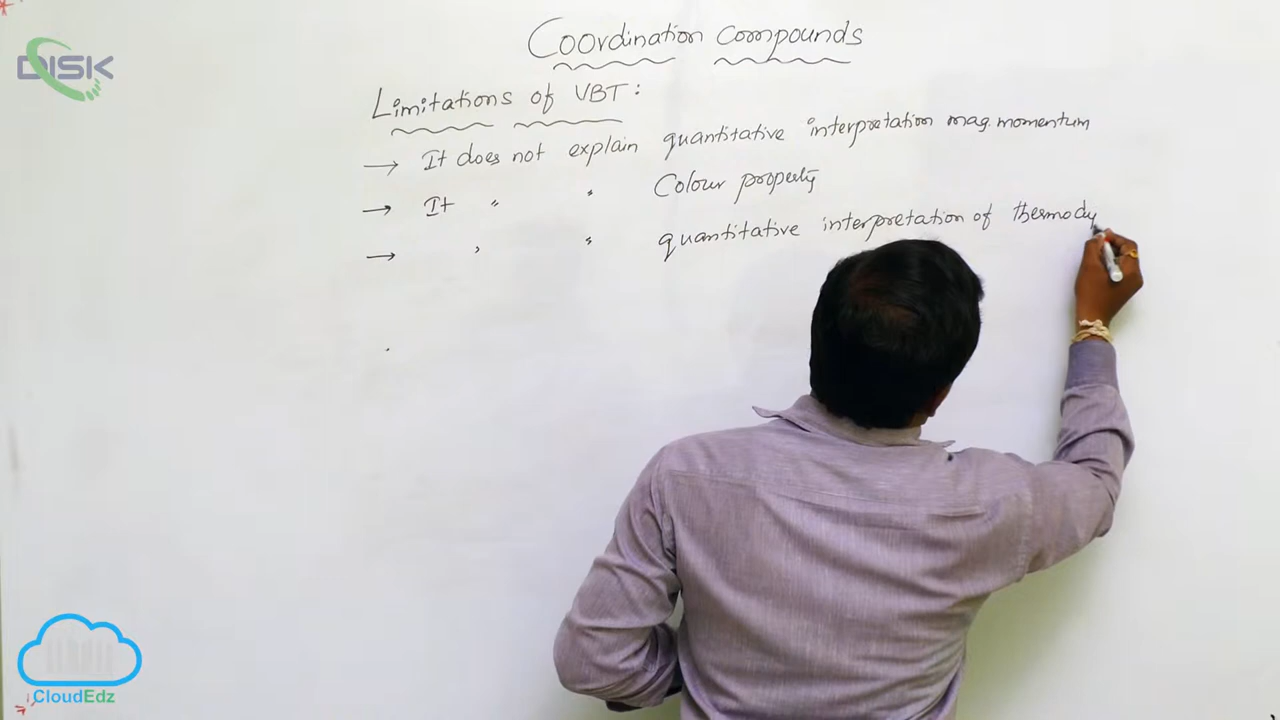 DISK
Coordination compounds
Limitations of VBT:
→ It does not explain quantitative interpretation mag. momentum
→ It " " Colour property
→ " " quantitative interpretation of thermody
CloudEdz